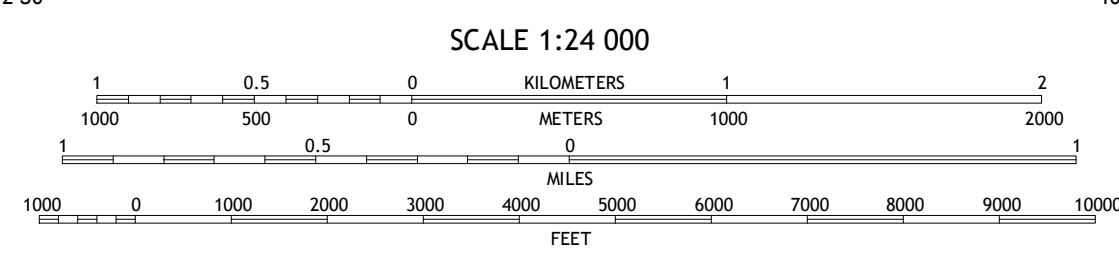 SCALE 1:24 000
1 0.5 0 KILOMETERS 1 2
1000 500 0 METERS 1000 2000
1 0.5 0 1
MILES
1000 0 1000 2000 3000 4000 5000 6000 7000 8000 9000 10000
FEET